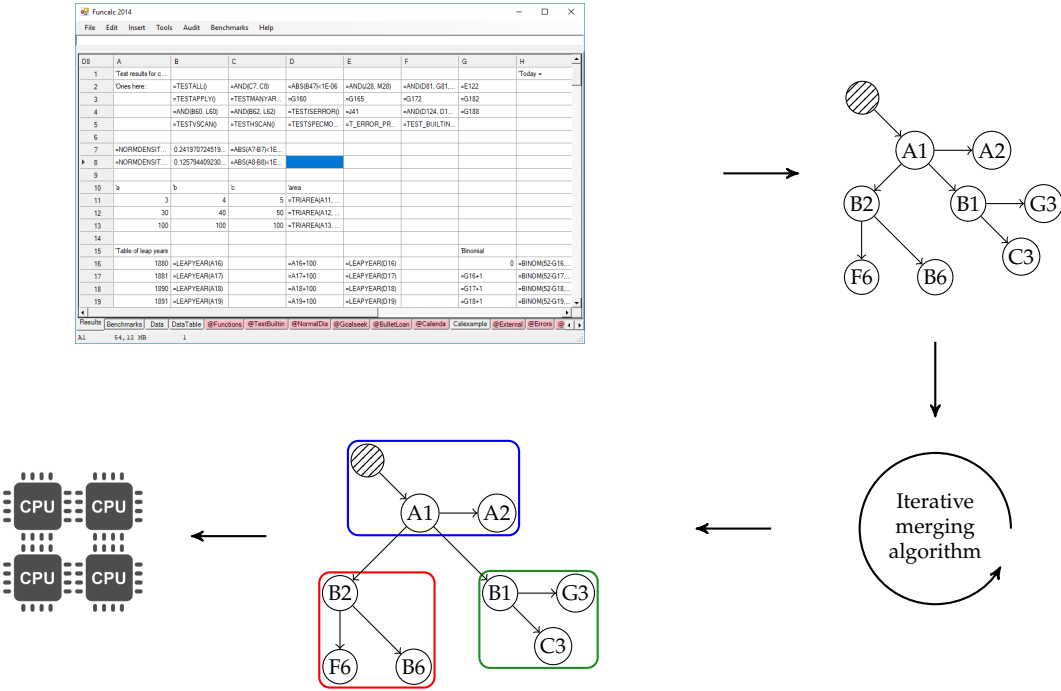 Funcalc 2014
File Edit Insert Tools Audit Benchmarks Help
D8 A B C D E F G H
1 'Test results for c... 'Today =
2 'Ones here: =TESTALL() =AND(C7, C8) =ABS(B47)<1E-06 =AND(J28, M28) =AND(D81, G81,... =E122
3 =TESTAPPLY() =TESTMANYAR... =G160 =G165 =G172 =G182
4 =AND(B60, L60) =AND(B62, L62) =TESTISERROR() =J41 =AND(D124, D1... =G188
5 =TESTVSCAN() =TESTHSCAN() =TESTSPECMO... =T_ERROR_PR... =TEST_BUILTIN...
6
7 =NORMDENSIT... 0.241970724519... =ABS(A7-B7)<1E...
8 =NORMDENSIT... 0.125794409230... =ABS(A8-B8)<1E...
9
10 'a 'b 'c 'area
11 3 4 5 =TRIAREA(A11, ...
12 30 40 50 =TRIAREA(A12, ...
13 100 100 100 =TRIAREA(A13, ...
14
15 'Table of leap years 'Binomial
16 1880 =LEAPYEAR(A16) =A16+100 =LEAPYEAR(D16) 0 =BINOM(52-G16,...
17 1881 =LEAPYEAR(A17) =A17+100 =LEAPYEAR(D17) =G16+1 =BINOM(52-G17,...
18 1890 =LEAPYEAR(A18) =A18+100 =LEAPYEAR(D18) =G17+1 =BINOM(52-G18,...
19 1891 =LEAPYEAR(A19) =A19+100 =LEAPYEAR(D19) =G18+1 =BINOM(52-G19,...
Results Benchmarks Data DataTable @Functions @TestBuiltin @NormalDis @Goalseek @BulletLoan @Calenda Calexample @External @Errors @
A1 54,13 MB 1
A1 A2
B2 B1 G3
C3
F6 B6
Iterative
merging
algorithm
A1 A2
B2 B1 G3
C3
F6 B6
CPU CPU
CPU CPU